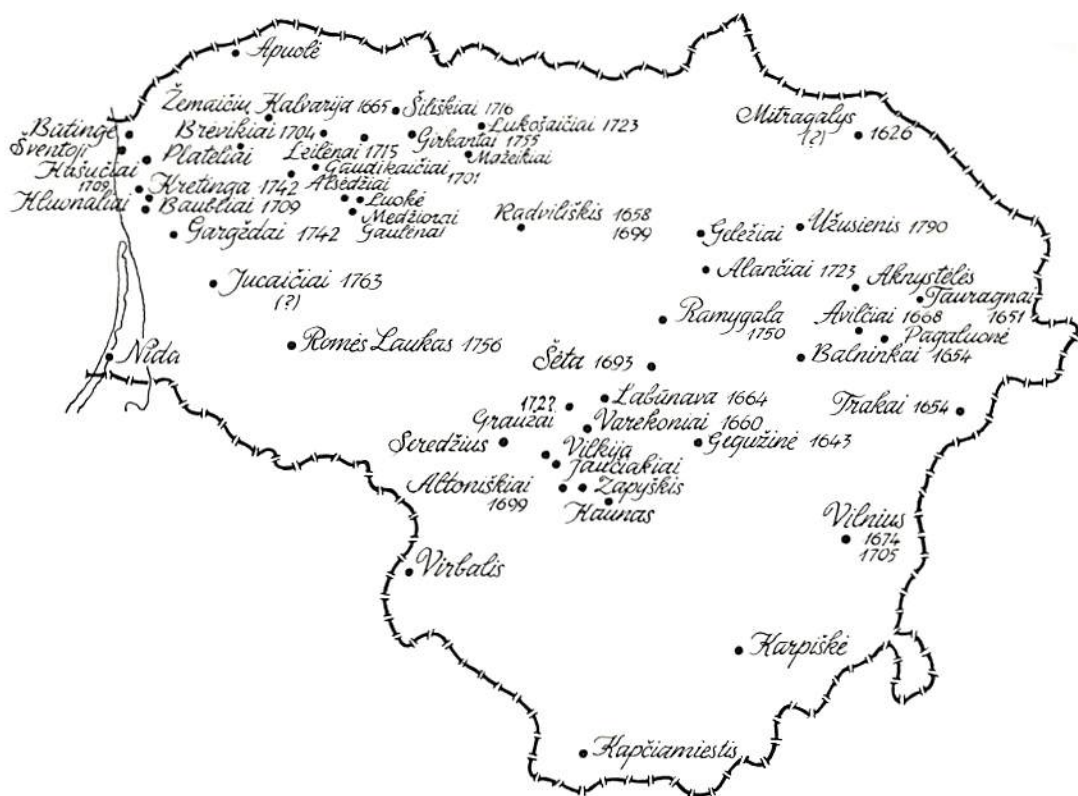 Apuolė
Žemaičių Kalvarija 1665
Šiliškiai 1716
Lukošaičiai 1723
Mitragalys
(?)
1626
Būtingė
Brėvikiai 1704
Girkantai 1755
Šventoji
Plateliai
Leilėnai 1715
Mažeikiai
Kašučiai
1709
Gaudikaičiai
1701
Kretinga 1742
Alsėdžiai
Kluonaliai
Baubliai 1709
Luokė
Medžiorai
Gaulėnai
Radviliškis 1658
1699
Geležiai
Užusienis 1790
Gargždai 1742
Alančiai 1723
Jucaičiai 1763
(?)
Aknystėlės
Tauragnai
1651
Ramygala
1750
Avilčiai 1668
Pagaluonė
Romės Laukas 1756
Balninkai 1654
Nida
Šėta 1693
Labūnava 1664
Trakai 1654
172?
Graužai
Varekoniai 1660
Seredžius
Gegužinė 1643
Vilkija
Jaučiakiai
Altoniškiai
1699
Zapyškis
Kaunas
Vilnius
1674
1705
Virbalis
Karpiškė
Kapčiamiestis